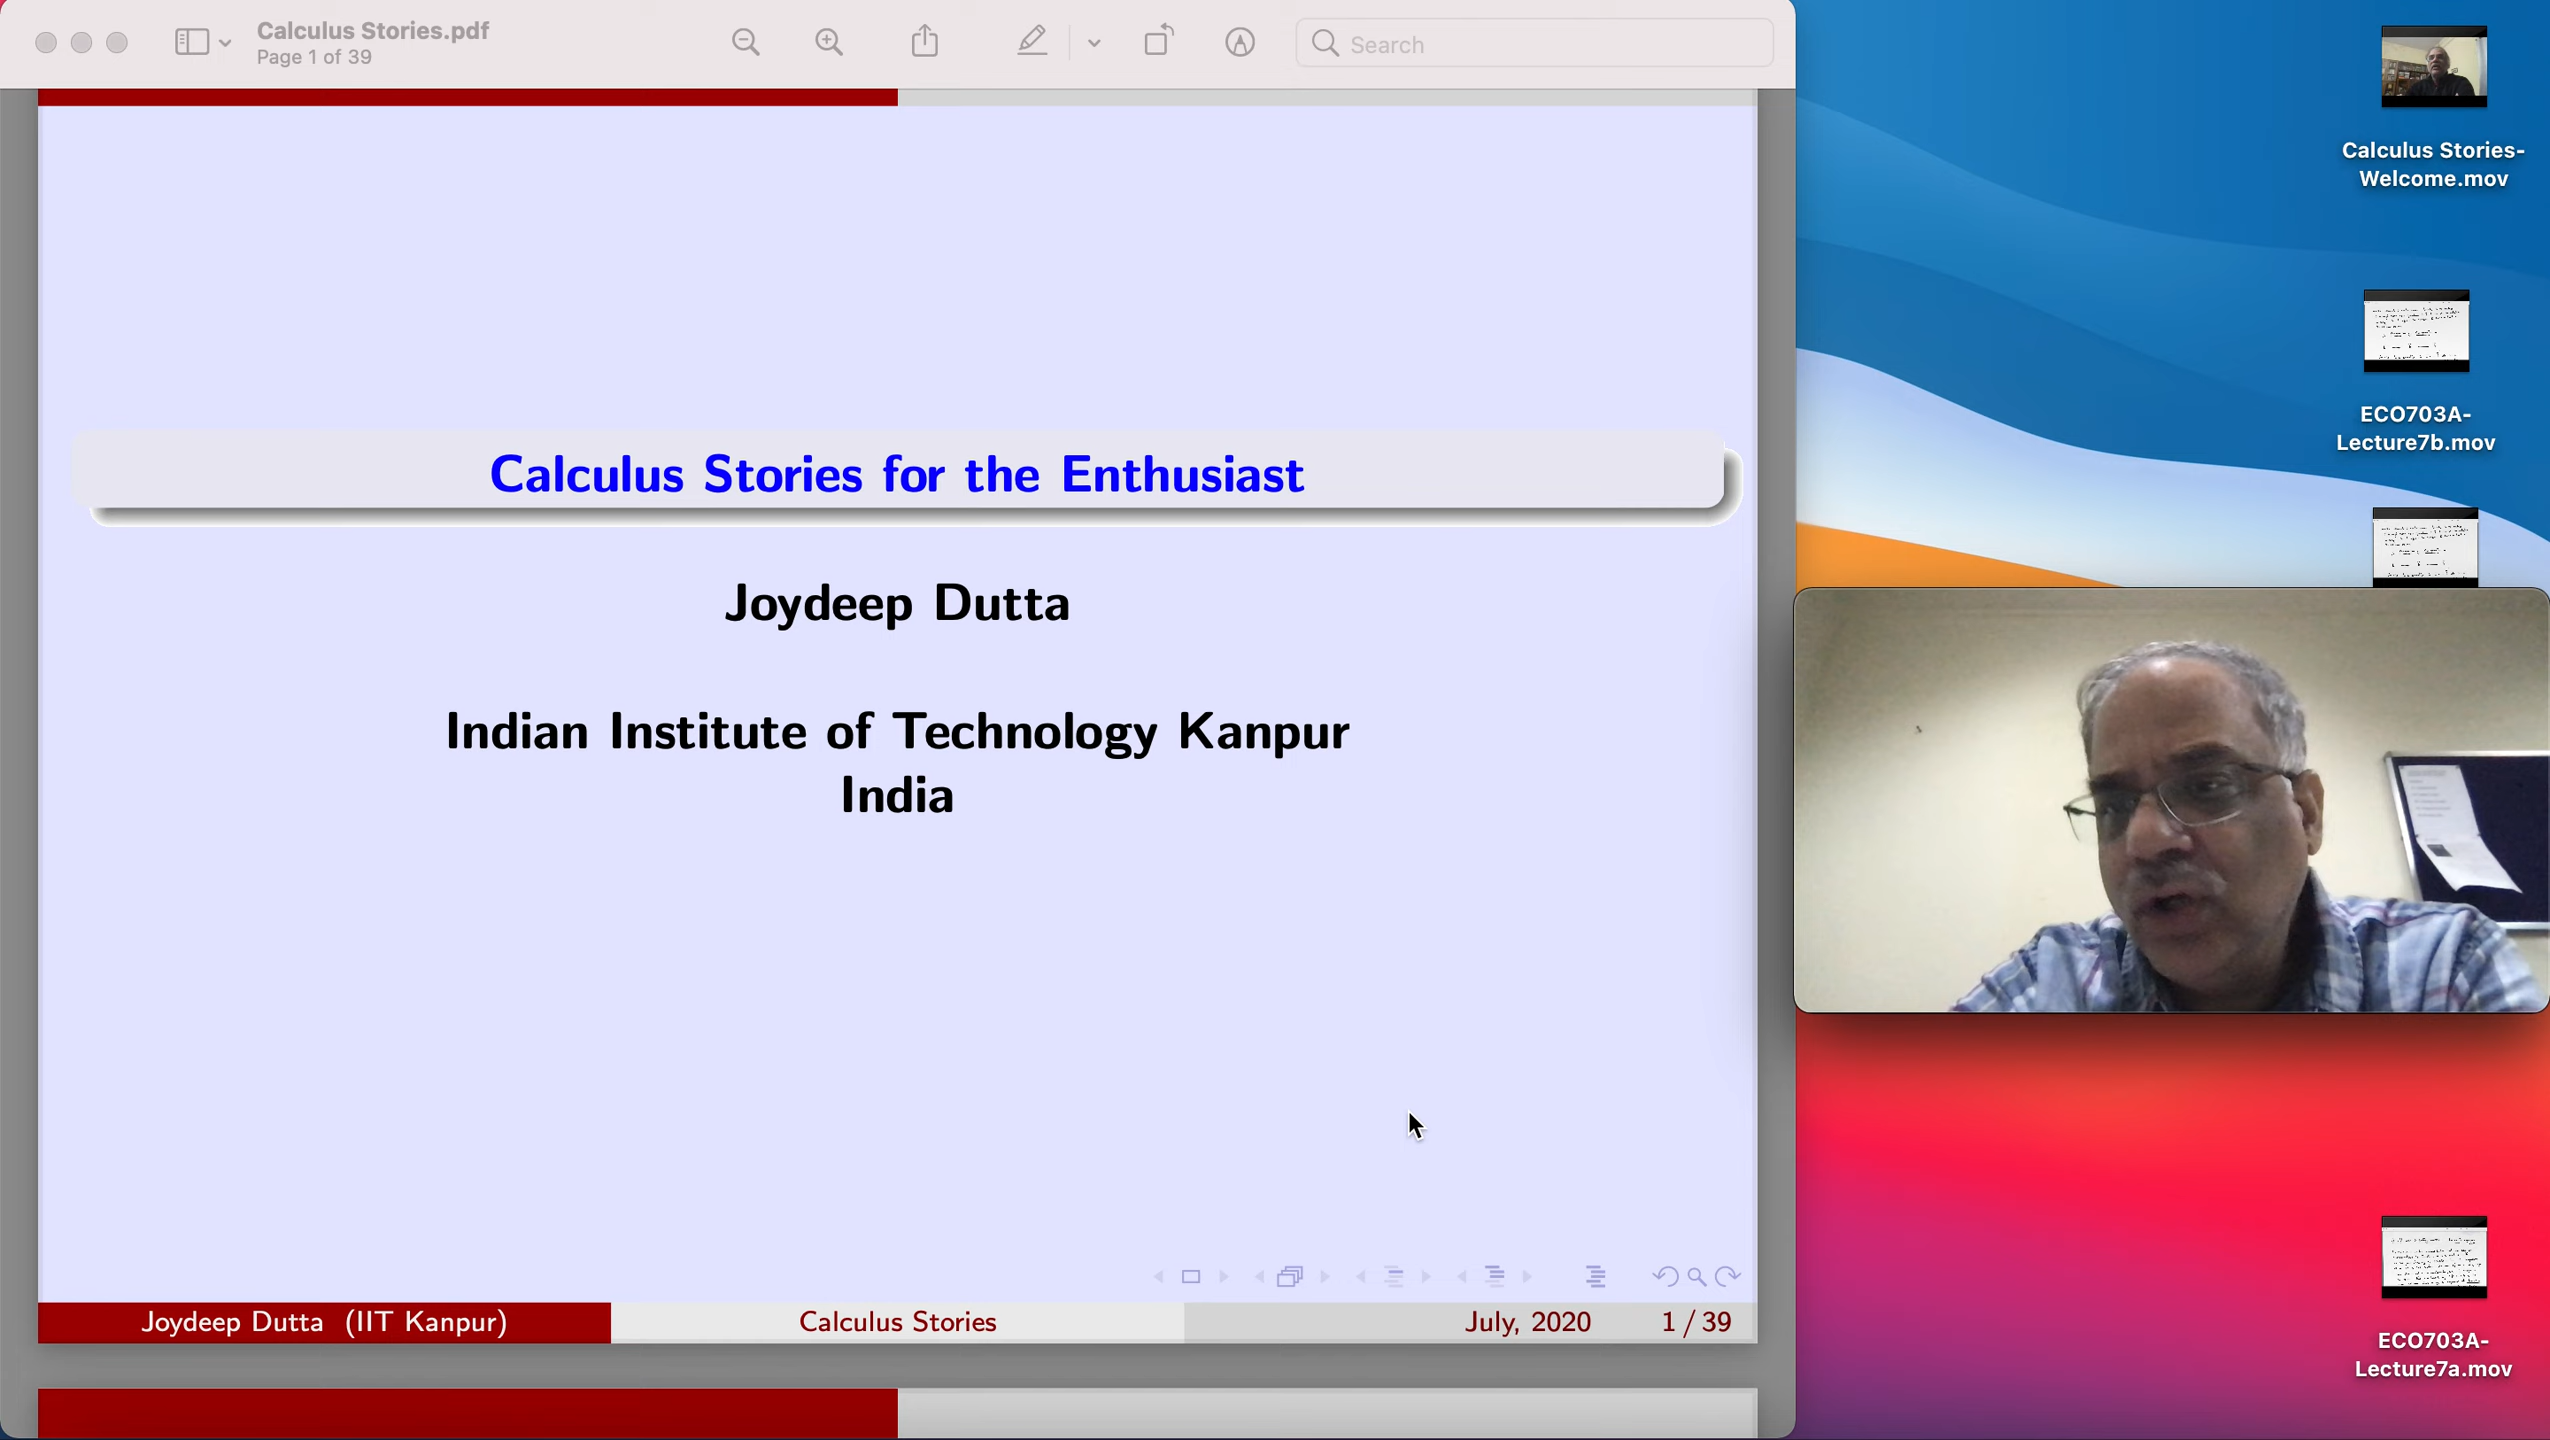 Calculus Stories.pdf
Page 1 of 39
Search
Calculus Stories for the Enthusiast
Joydeep Dutta
Indian Institute of Technology Kanpur
India
Joydeep Dutta (IIT Kanpur)
Calculus Stories
July, 2020
1 / 39
Calculus Stories-
Welcome.mov
ECO703A-
Lecture7b.mov
ECO703A-
Lecture7a.mov